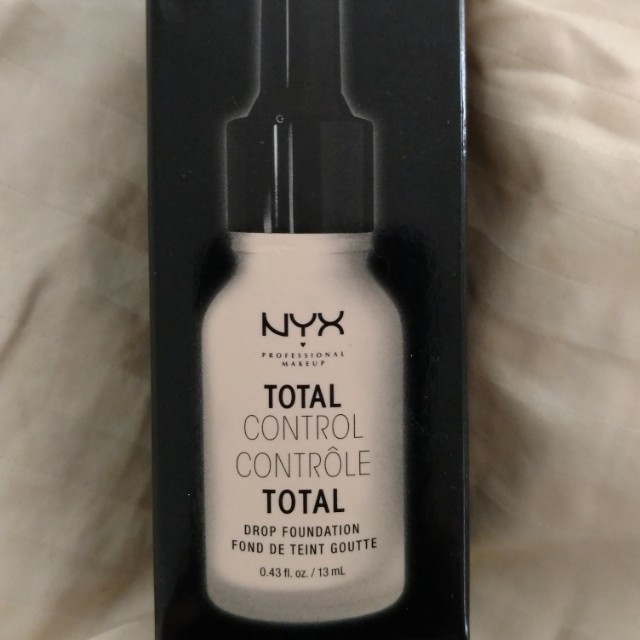 NYX
PROFESSIONAL
MAKEUP
TOTAL
CONTROL
CONTRÔLE
TOTAL
DROP FOUNDATION
FOND DE TEINT GOUTTE
0.43 fl. oz. / 13 mL